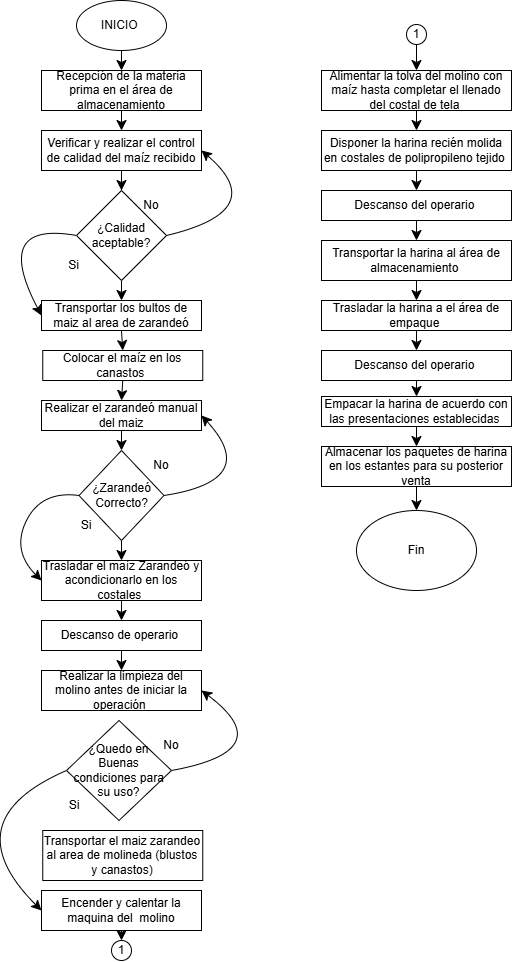 INICIO
Recepcion de la materia
prima en el área de
almacenamiento
Verificar y realizar el control
de calidad del maíz recibido
No
¿Calidad
aceptable?
Si
Transportar los bultos de
maiz al area de zarandeó
Colocar el maíz en los
canastos
Realizar el zarandeó manual
del maiz
No
¿Zarandeó
Correcto?
Si
Trasladar el maiz Zarandeó y
acondicionarlo en los
costales
Descanso de operario
Realizar la limpieza del
molino antes de iniciar la
operación
No
¿Quedo en
Buenas
condiciones para
su uso?
Si
Transportar el maiz zarandeo
al area de molineda (blustos
y canastos)
Encender y calentar la
maquina del molino
1
1
Alimentar la tolva del molino con
maíz hasta completar el llenado
del costal de tela
Disponer la harina recién molida
en costales de polipropileno tejido
Descanso del operario
Transportar la harina al área de
almacenamiento
Trasladar la harina a el área de
empaque
Descanso del operario
Empacar la harina de acuerdo con
las presentaciones establecidas
Almacenar los paquetes de harina
en los estantes para su posterior
venta
Fin